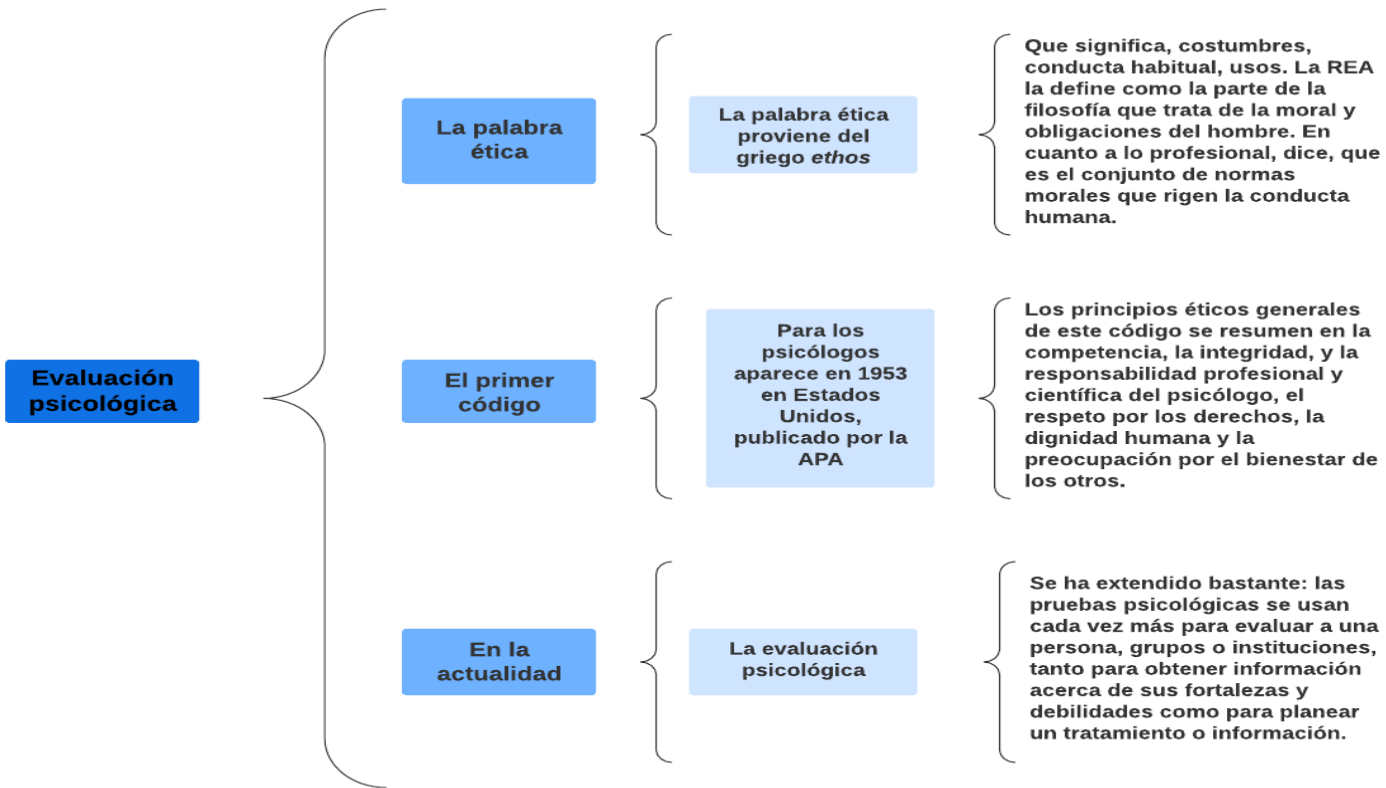 Evaluación
psicológica
La palabra
ética
La palabra ética
proviene del
griego ethos
Que significa, costumbres,
conducta habitual, usos. La REA
la define como la parte de la
filosofía que trata de la moral y
obligaciones del hombre. En
cuanto a lo profesional, dice, que
es el conjunto de normas
morales que rigen la conducta
humana.
El primer
código
Para los
psicólogos
aparece en 1953
en Estados
Unidos,
publicado por la
APA
Los principios éticos generales
de este código se resumen en la
competencia, la integridad, y la
responsabilidad profesional y
científica del psicólogo, el
respeto por los derechos, la
dignidad humana y la
preocupación por el bienestar de
los otros.
En la
actualidad
La evaluación
psicológica
Se ha extendido bastante: las
pruebas psicológicas se usan
cada vez más para evaluar a una
persona, grupos o instituciones,
tanto para obtener información
acerca de sus fortalezas y
debilidades como para planear
un tratamiento o información.